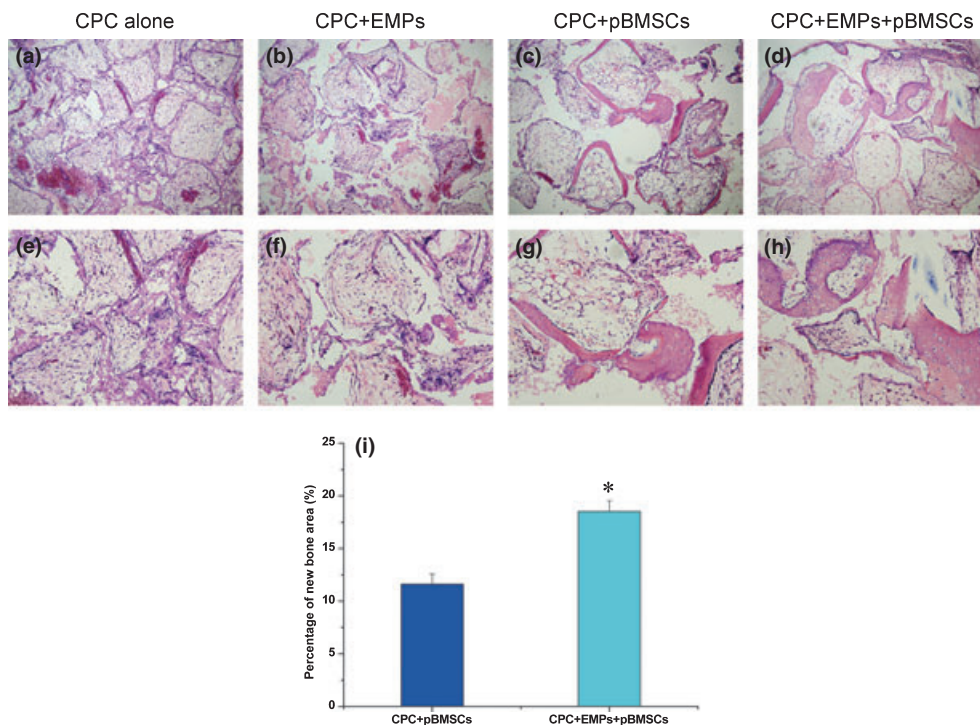 CPC alone CPC+EMPs CPC+pBMSCs CPC+EMPs+pBMSCs
(a) (b) (c) (d)
(e) (f) (g) (h)
(i)
25
20
15
10
5
0
Percentage of new bone area (%)
*
CPC+pBMSCs CPC+EMPs+pBMSCs